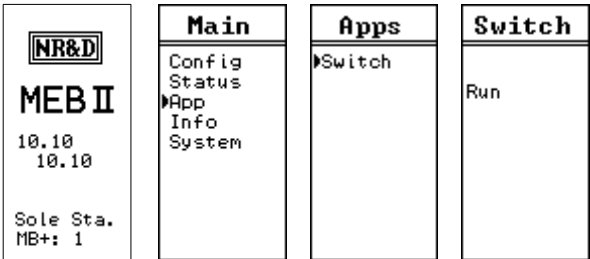 NR&D
MEB II
10.10
10.10
Sole Sta.
MB+: 1
Main
Config
Status
App
Info
System
Apps
Switch
Switch
Run